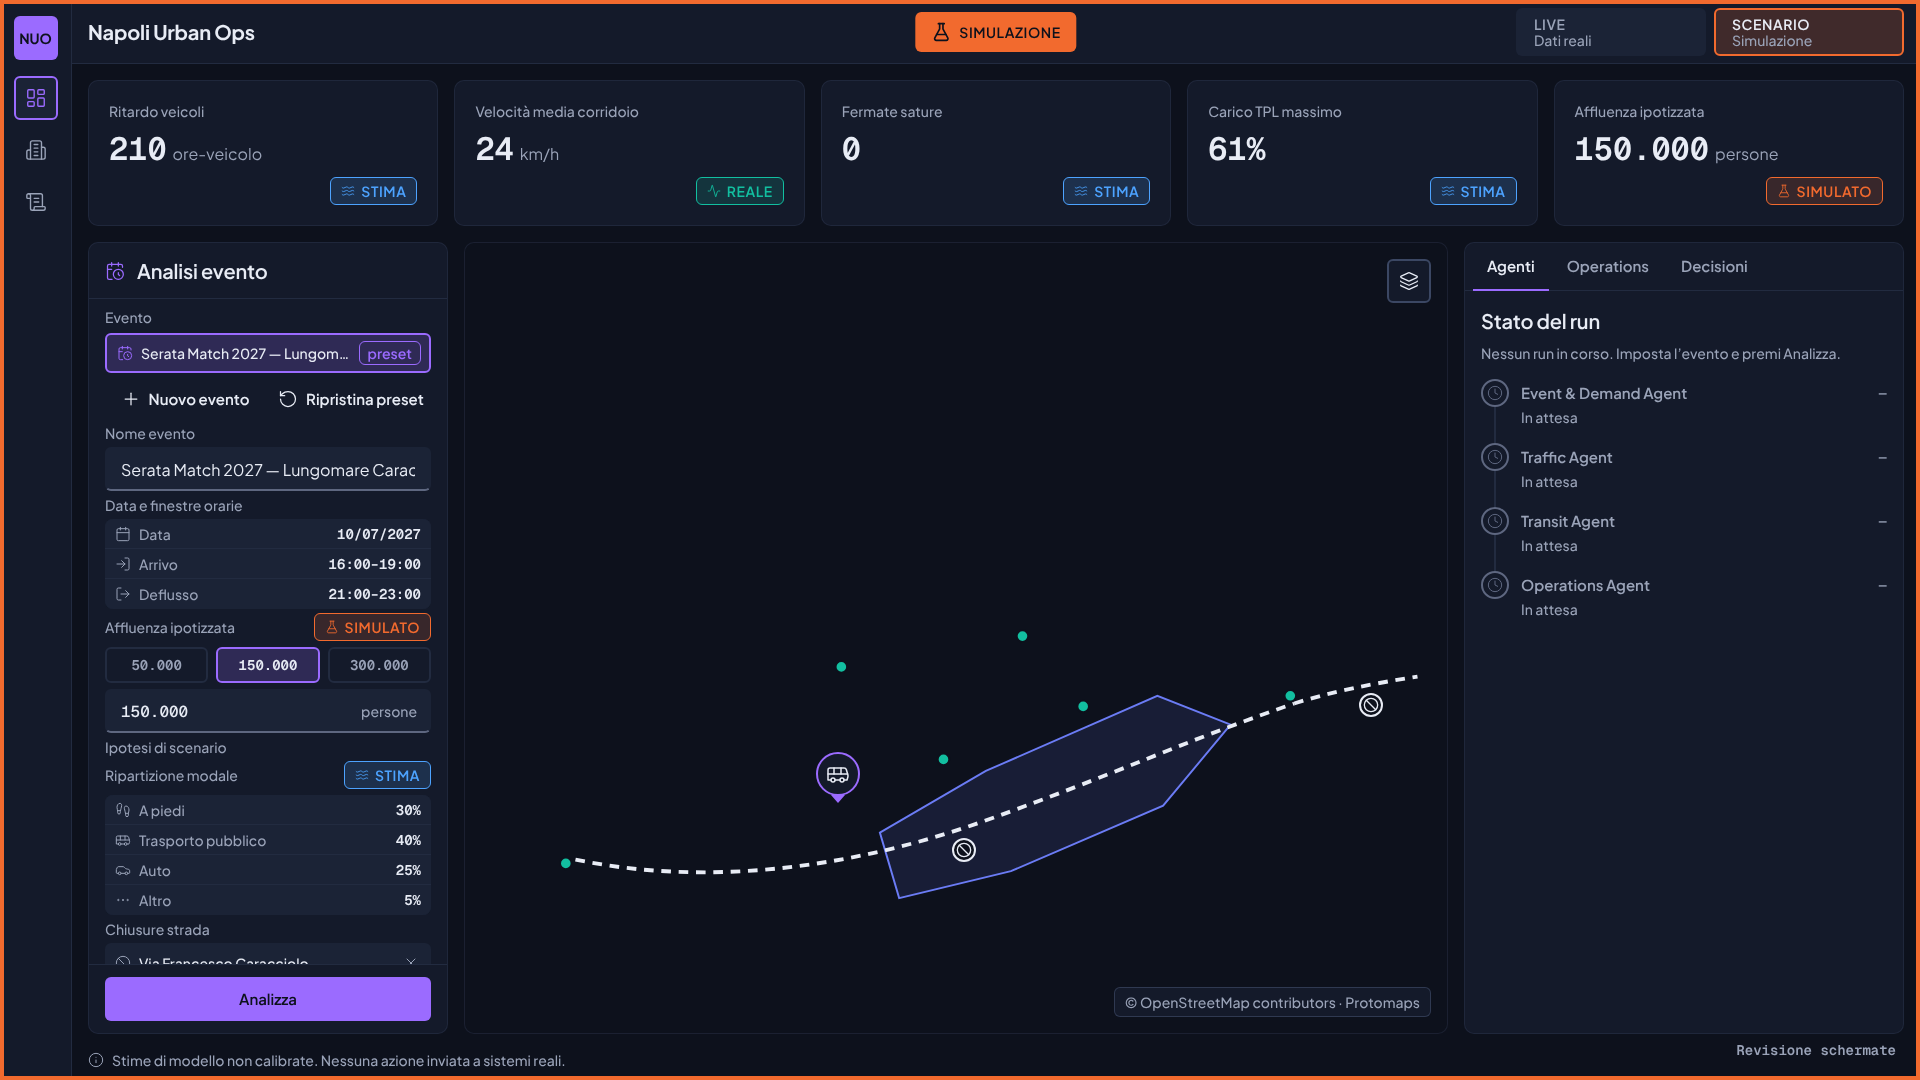 NUO
Napoli Urban Ops
SIMULAZIONE
LIVE
Dati reali
SCENARIO
Simulazione
Ritardo veicoli
210 ore-veicolo
STIMA
Velocità media corridoio
24 km/h
REALE
Fermate sature
0
STIMA
Carico TPL massimo
61%
STIMA
Affluenza ipotizzata
150.000 persone
SIMULATO
Analisi evento
Evento
Serata Match 2027 — Lungom... preset
Nuovo evento Ripristina preset
Nome evento
Serata Match 2027 — Lungomare Carac
Data e finestre orarie
Data 10/07/2027
Arrivo 16:00-19:00
Deflusso 21:00-23:00
Affluenza ipotizzata SIMULATO
50.000 150.000 300.000
150.000 persone
Ipotesi di scenario
Ripartizione modale STIMA
A piedi 30%
Trasporto pubblico 40%
Auto 25%
Altro 5%
Chiusure strada
Via Francesco Caracciolo
Analizza
© OpenStreetMap contributors · Protomaps
Agenti Operations Decisioni
Stato del run
Nessun run in corso. Imposta l'evento e premi Analizza.
Event & Demand Agent –
In attesa
Traffic Agent –
In attesa
Transit Agent –
In attesa
Operations Agent –
In attesa
Stime di modello non calibrate. Nessuna azione inviata a sistemi reali.
Revisione schermate